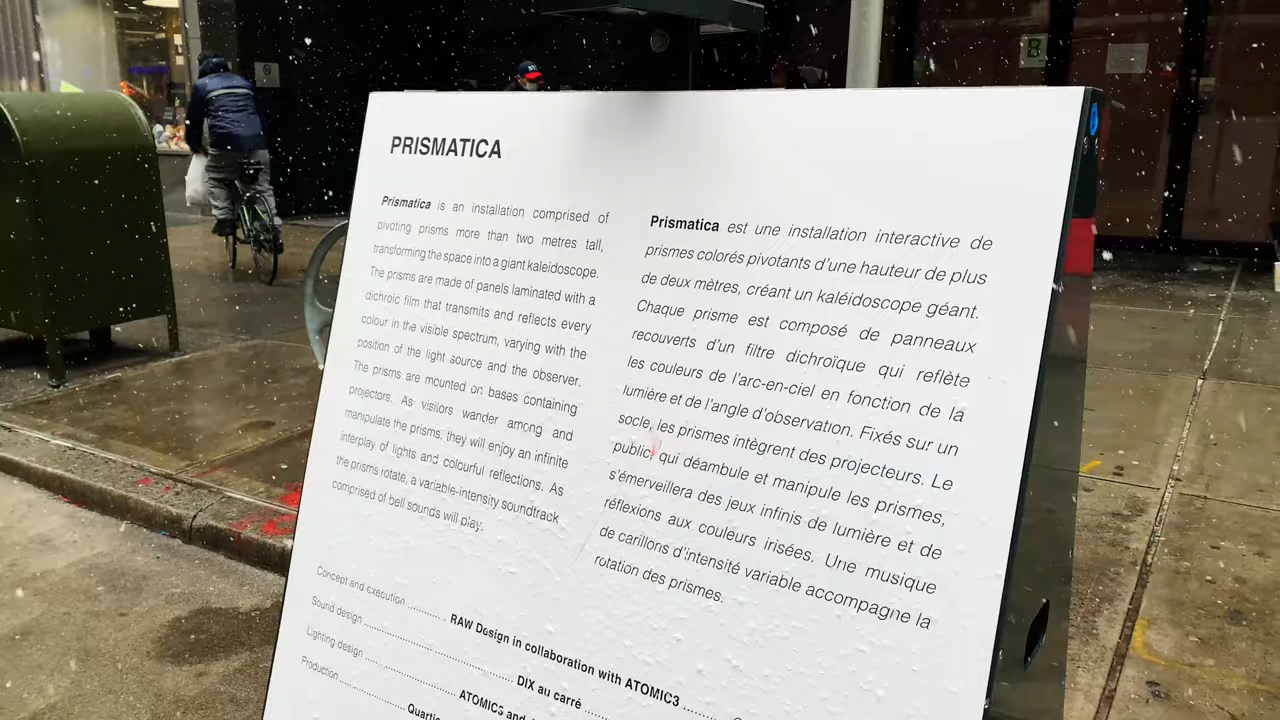 PRISMATICA
Prismatica is an installation comprised of
pivoting prisms more than two metres tall,
transforming the space into a giant kaleidoscope.
The prisms are made of panels laminated with a
dichroic film that transmits and reflects every
colour in the visible spectrum, varying with the
position of the light source and the observer.
The prisms are mounted on bases containing
projectors. As visitors wander among and
manipulate the prisms, they will enjoy an infinite
interplay of lights and colourful reflections. As
the prisms rotate, a variable-intensity soundtrack
comprised of bell sounds will play.
Prismatica est une installation interactive de
prismes colorés pivotants d'une hauteur de plus
de deux mètres, créant un kaléidoscope géant.
Chaque prisme est composé de panneaux
recouverts d'un filtre dichroïque qui reflète
les couleurs de l'arc-en-ciel en fonction de la
lumière et de l'angle d'observation. Fixés sur un
socle, les prismes intègrent des projecteurs. Le
public, qui déambule et manipule les prismes,
s'émerveillera des jeux infinis de lumière et de
réflexions aux couleurs irisées. Une musique
de carillons d'intensité variable accompagne la
rotation des prismes.
Concept and execution .......... RAW Design in collaboration with ATOMIC3 ..........
Sound design .......... DIX au carré ..........
Lighting design .......... ATOMIC3 and
Production ..........